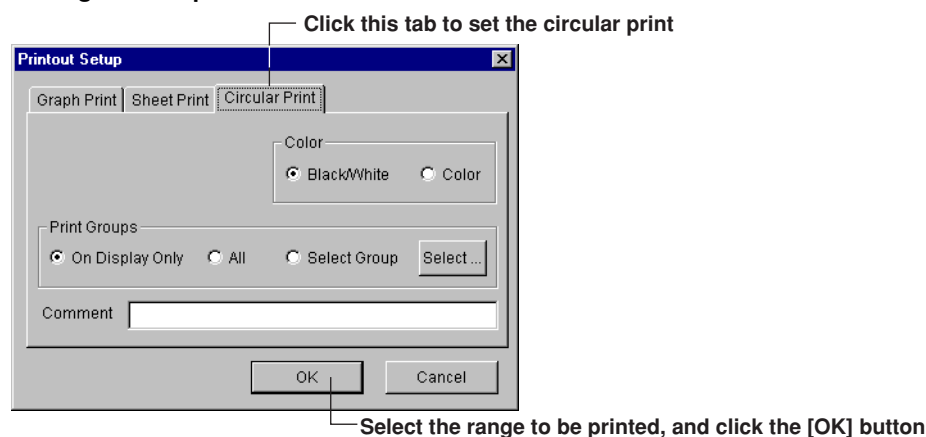 Click this tab to set the circular print
Printout Setup
Graph Print Sheet Print Circular Print
Color
Black/White Color
Print Groups
On Display Only All Select Group Select ...
Comment
OK Cancel
Select the range to be printed, and click the [OK] button